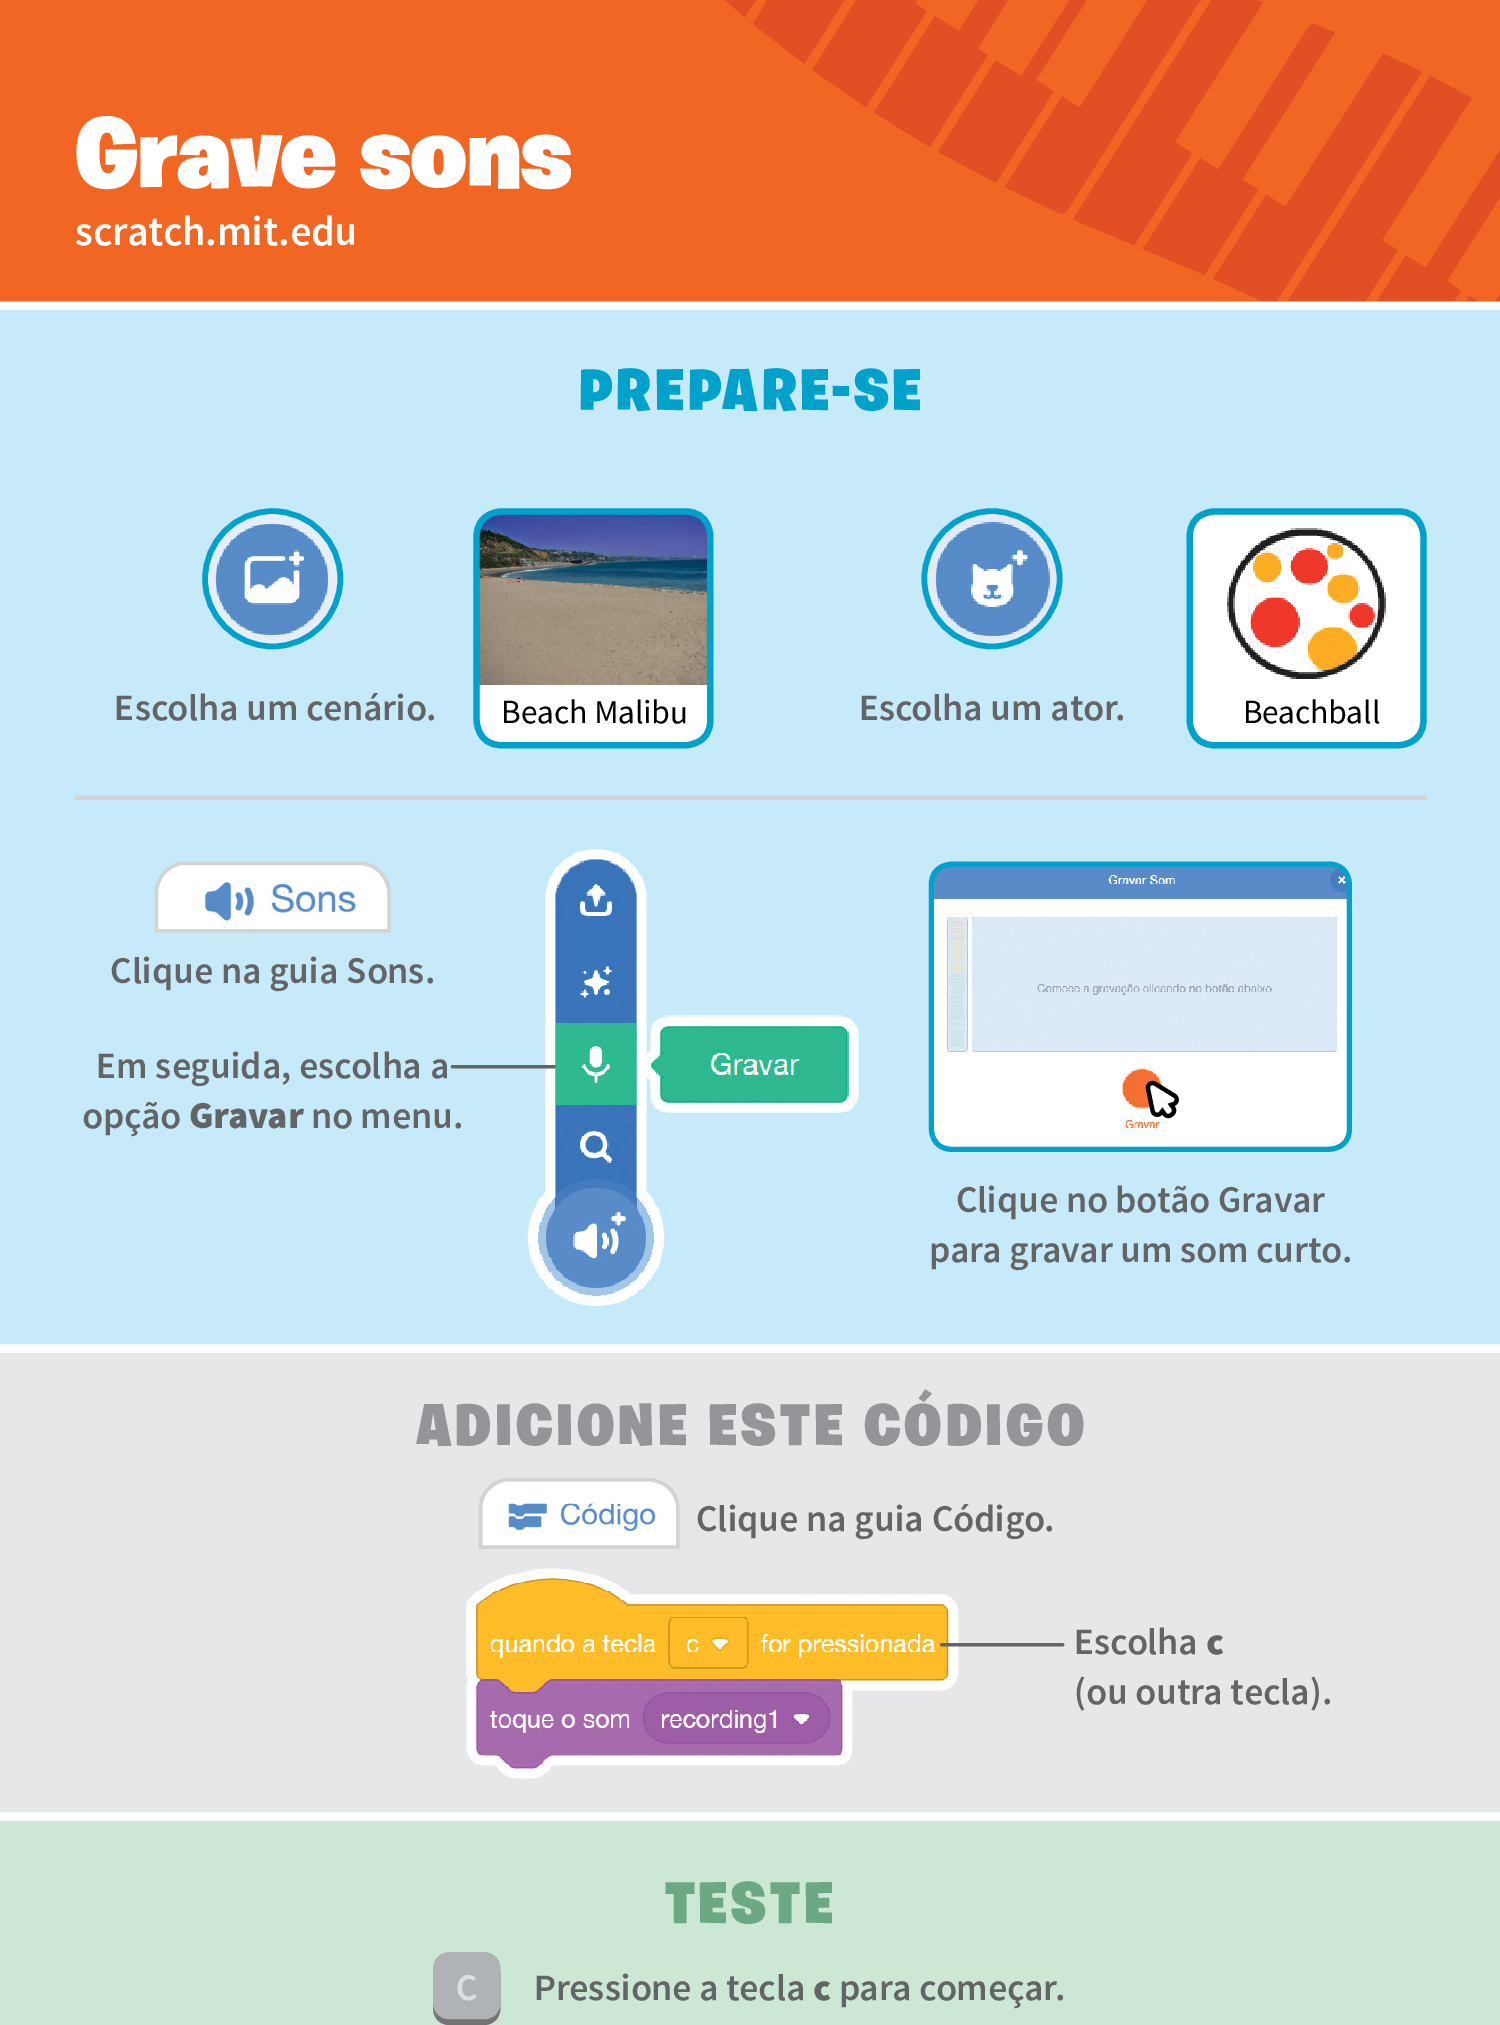 Grave sons
scratch.mit.edu
PREPARE-SE
Escolha um cenário.
Beach Malibu
Escolha um ator.
Beachball
Sons
Clique na guia Sons.
Em seguida, escolha a
opção Gravar no menu.
Gravar
Gravar Som
Comece a gravação clicando no botão abaixo
Gravar
Clique no botão Gravar
para gravar um som curto.
ADICIONE ESTE CÓDIGO
Código
Clique na guia Código.
quando a tecla c for pressionada
toque o som recording1
Escolha c
(ou outra tecla).
TESTE
C
Pressione a tecla c para começar.